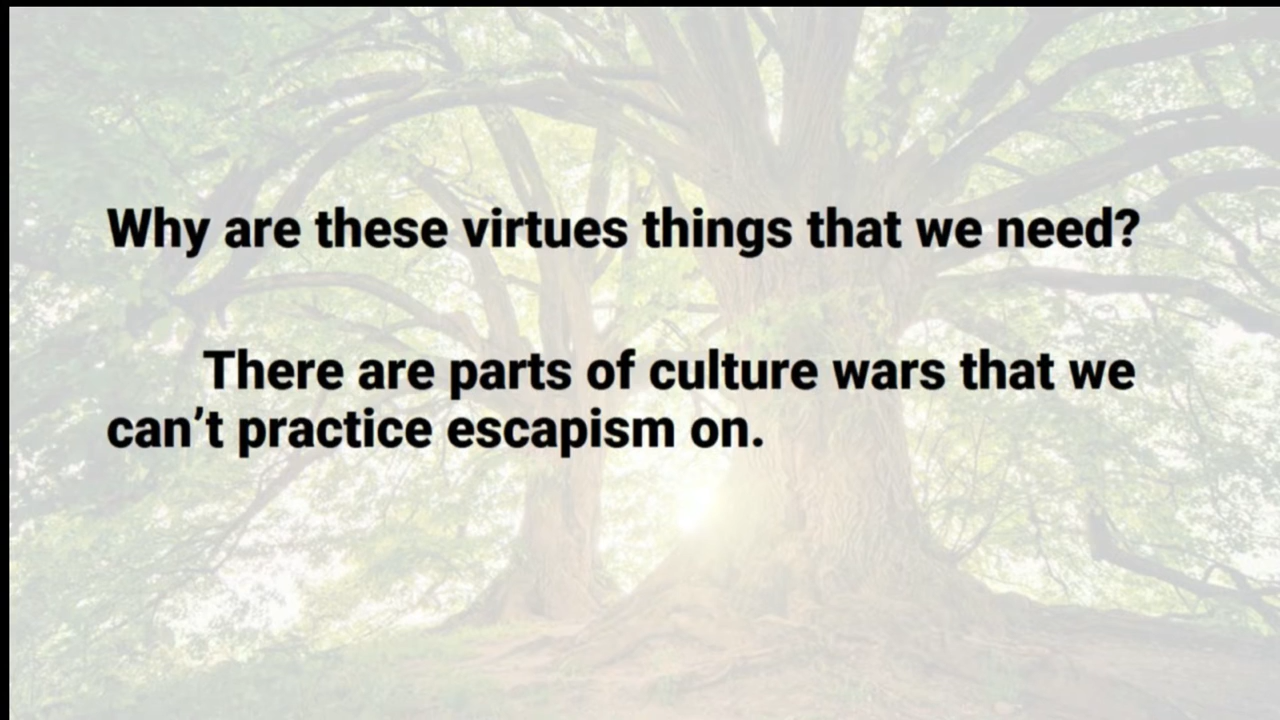 Why are these virtues things that we need?
There are parts of culture wars that we
can’t practice escapism on.